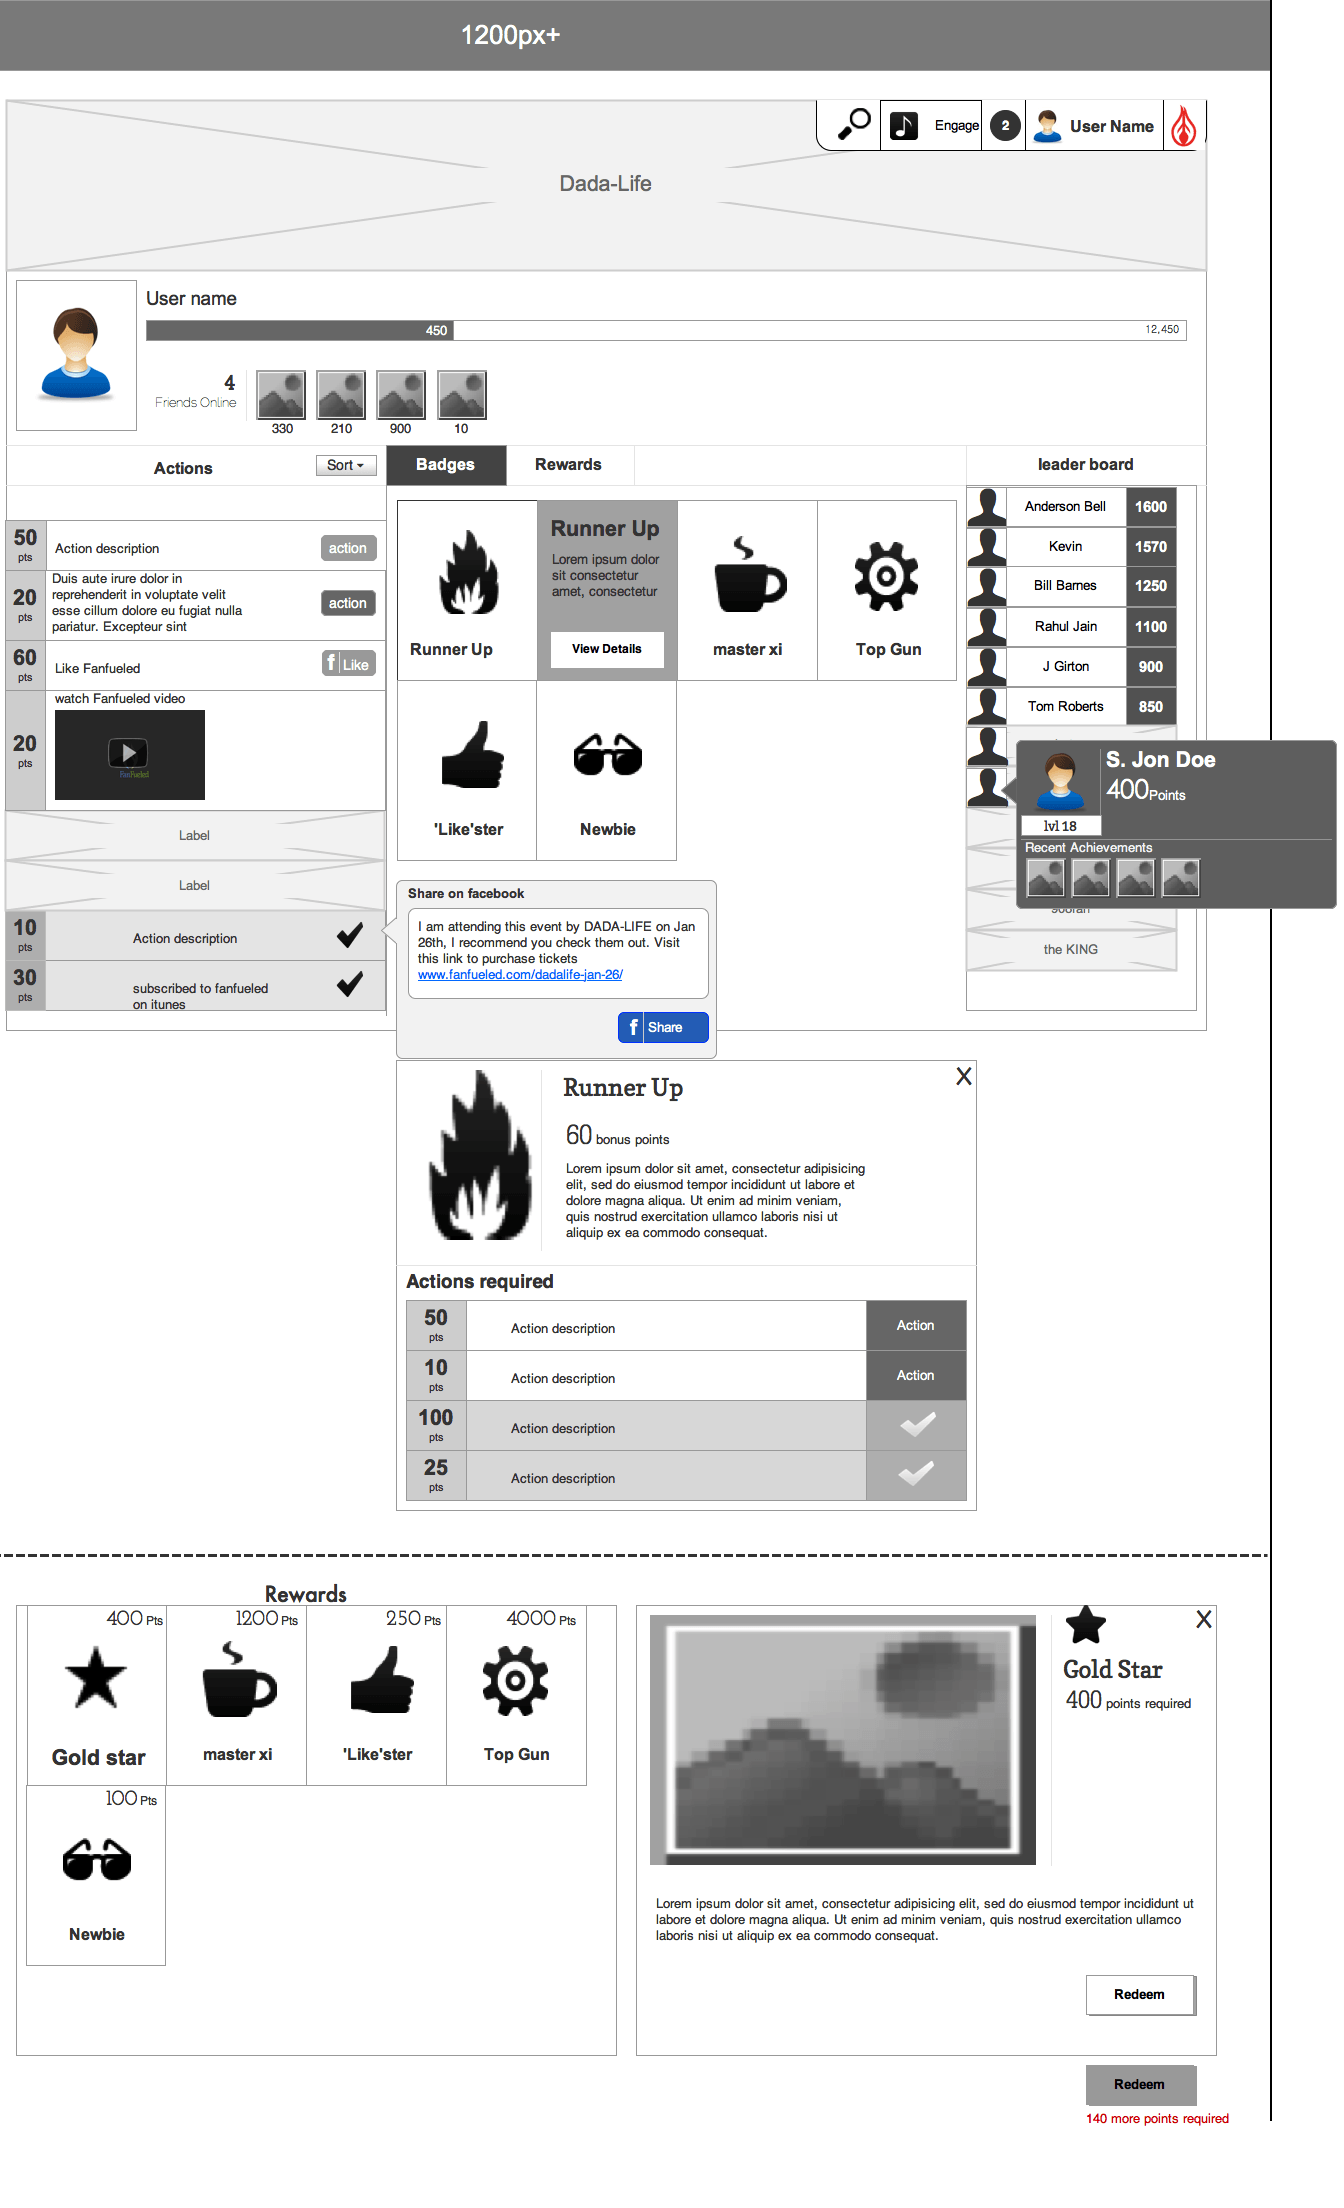 1200px+
Engage
2
User Name
Dada-Life
User name
450
12,450
4
Friends Online
330
210
900
10
Actions
Sort
Badges
Rewards
leader board
50
pts
Action description
action
20
pts
Duis aute irure dolor in
reprehenderit in voluptate velit
esse cillum dolore eu fugiat nulla
pariatur. Excepteur sint
action
60
pts
Like Fanfueled
f Like
20
pts
watch Fanfueled video
FanFueled
Label
Label
10
pts
Action description
30
pts
subscribed to fanfueled
on itunes
Runner Up
Runner Up
Lorem ipsum dolor
sit consectetur
amet, consectetur
View Details
master xi
Top Gun
'Like'ster
Newbie
Anderson Bell
1600
Kevin
1570
Bill Barnes
1250
Rahul Jain
1100
J Girton
900
Tom Roberts
850
S. Jon Doe
400 Points
lvl 18
Recent Achievements
the KING
Share on facebook
I am attending this event by DADA-LIFE on Jan
26th, I recommend you check them out. Visit
this link to purchase tickets
www.fanfueled.com/dadalife-jan-26/
f Share
X
Runner Up
60 bonus points
Lorem ipsum dolor sit amet, consectetur adipisicing
elit, sed do eiusmod tempor incididunt ut labore et
dolore magna aliqua. Ut enim ad minim veniam,
quis nostrud exercitation ullamco laboris nisi ut
aliquip ex ea commodo consequat.
Actions required
50
pts
Action description
Action
10
pts
Action description
Action
100
pts
Action description
25
pts
Action description
Rewards
400 Pts
Gold star
1200 Pts
master xi
250 Pts
'Like'ster
4000 Pts
Top Gun
100 Pts
Newbie
X
Gold Star
400 points required
Lorem ipsum dolor sit amet, consectetur adipisicing elit, sed do eiusmod tempor incididunt ut
labore et dolore magna aliqua. Ut enim ad minim veniam, quis nostrud exercitation ullamco
laboris nisi ut aliquip ex ea commodo consequat.
Redeem
Redeem
140 more points required